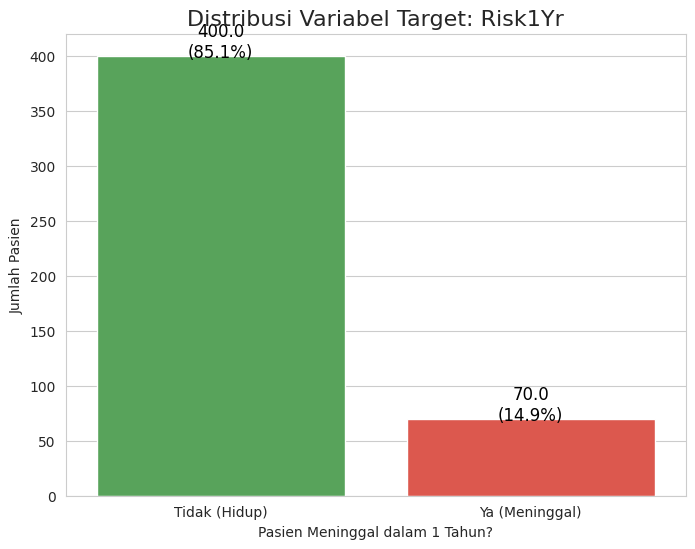 Distribusi Variabel Target: Risk1Yr
400.0
(85.1%)
400
350
300
250
200
150
100
50
0
Jumlah Pasien
70.0
(14.9%)
Tidak (Hidup)
Ya (Meninggal)
Pasien Meninggal dalam 1 Tahun?